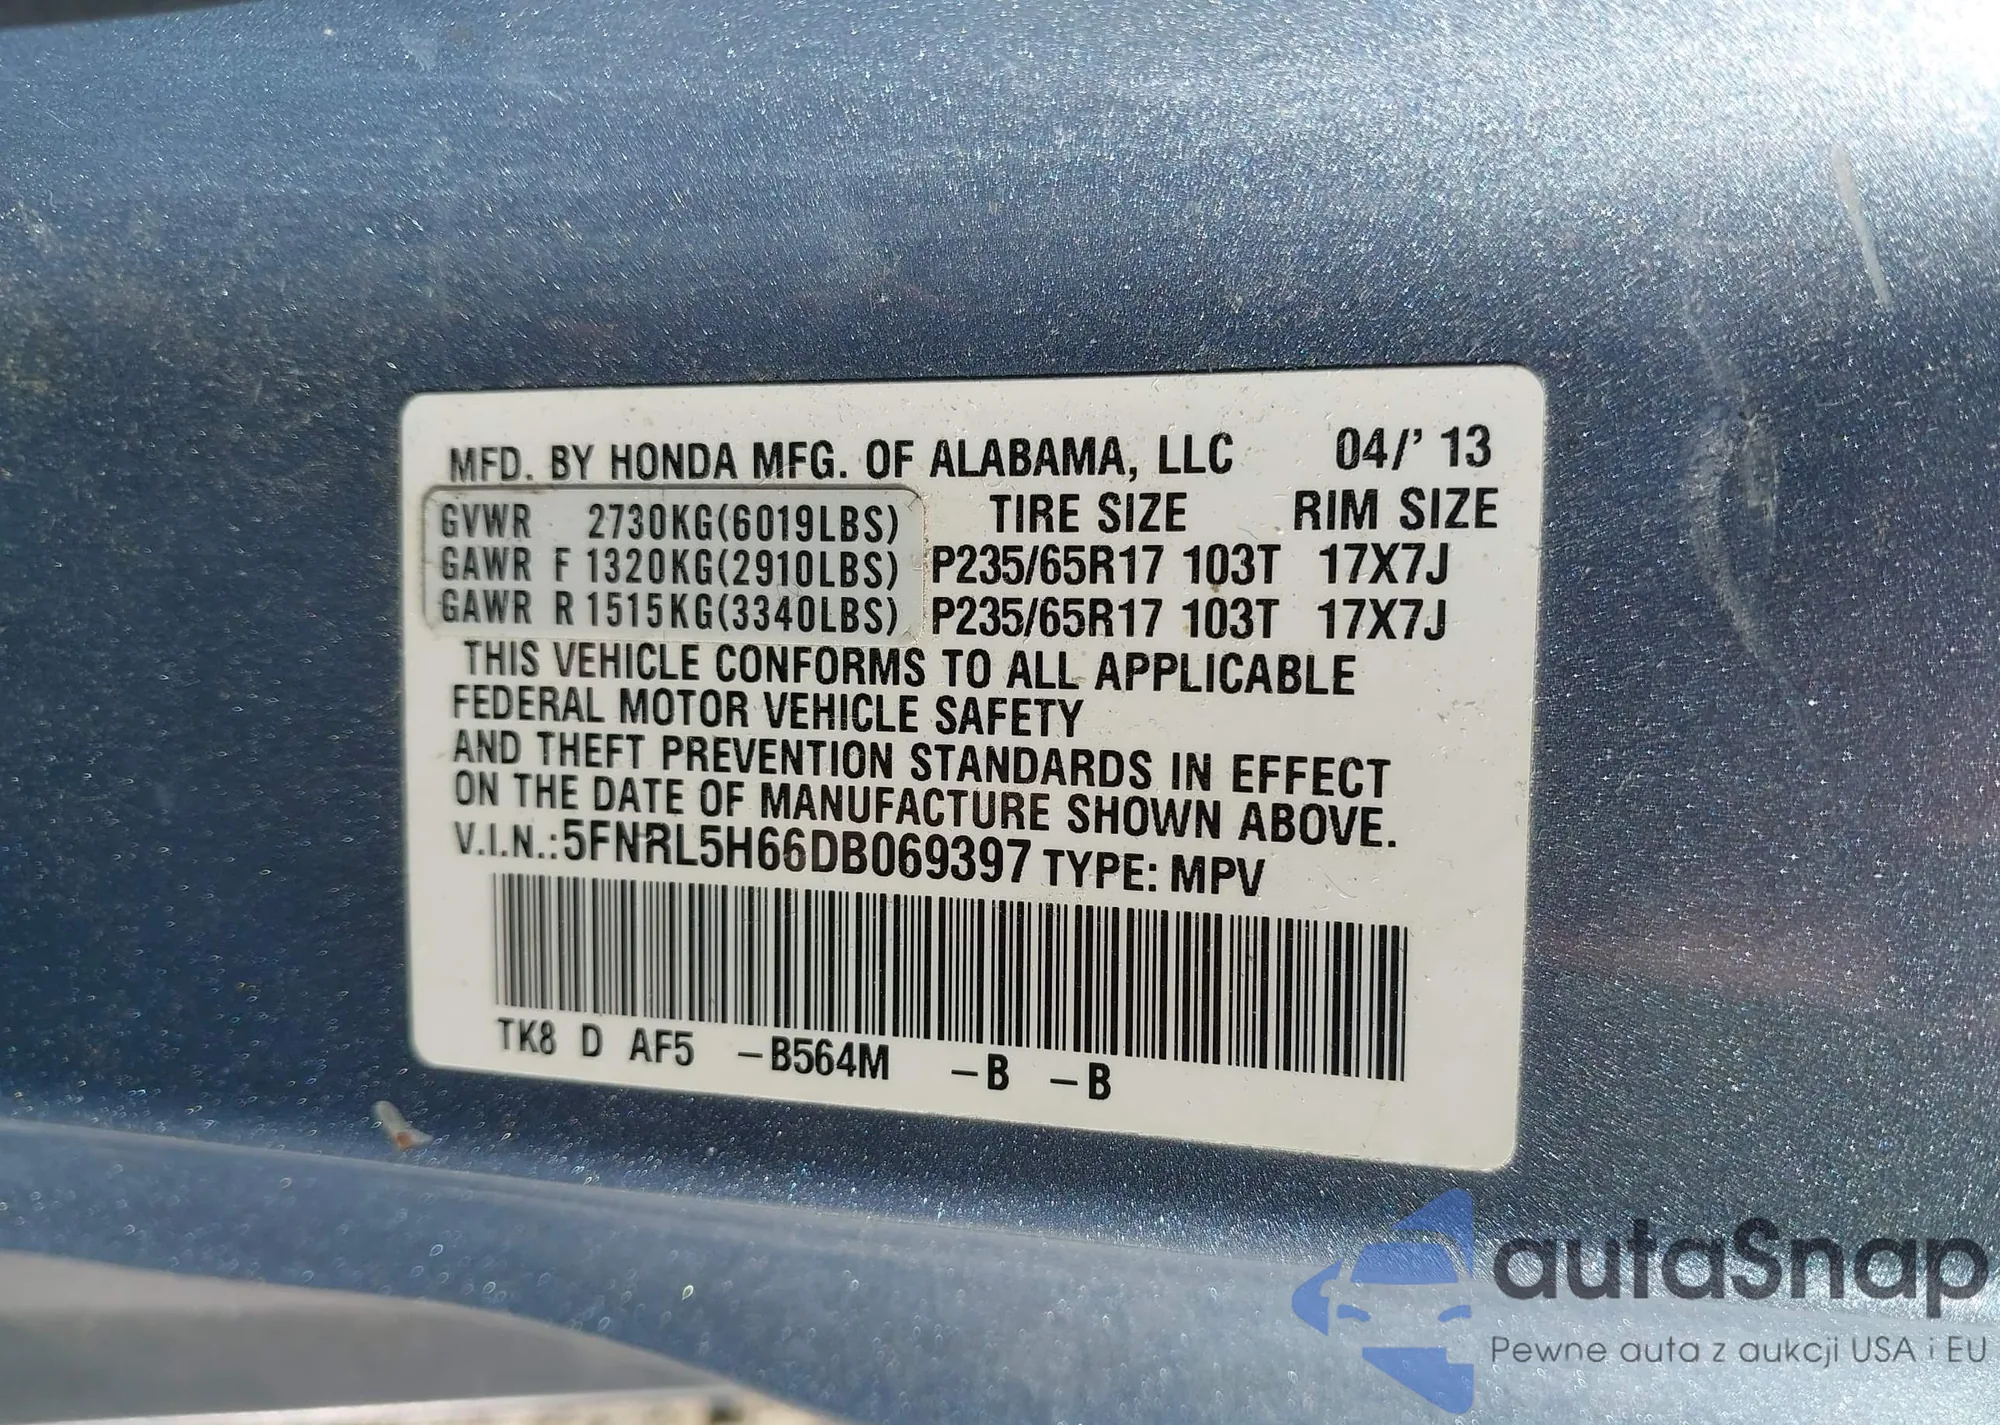 MFD. BY HONDA MFG. OF ALABAMA, LLC 04/' 13
GVWR 2730KG(6019LBS) TIRE SIZE RIM SIZE
GAWR F 1320KG(2910LBS) P235/65R17 103T 17X7J
GAWR R 1515KG(3340LBS) P235/65R17 103T 17X7J
THIS VEHICLE CONFORMS TO ALL APPLICABLE
FEDERAL MOTOR VEHICLE SAFETY
AND THEFT PREVENTION STANDARDS IN EFFECT
ON THE DATE OF MANUFACTURE SHOWN ABOVE.
V.I.N.:5FNRL5H66DB069397 TYPE: MPV
TK8 D AF5 -B564M -B -B
autaSnap
Pewne auta z aukcji USA i EU